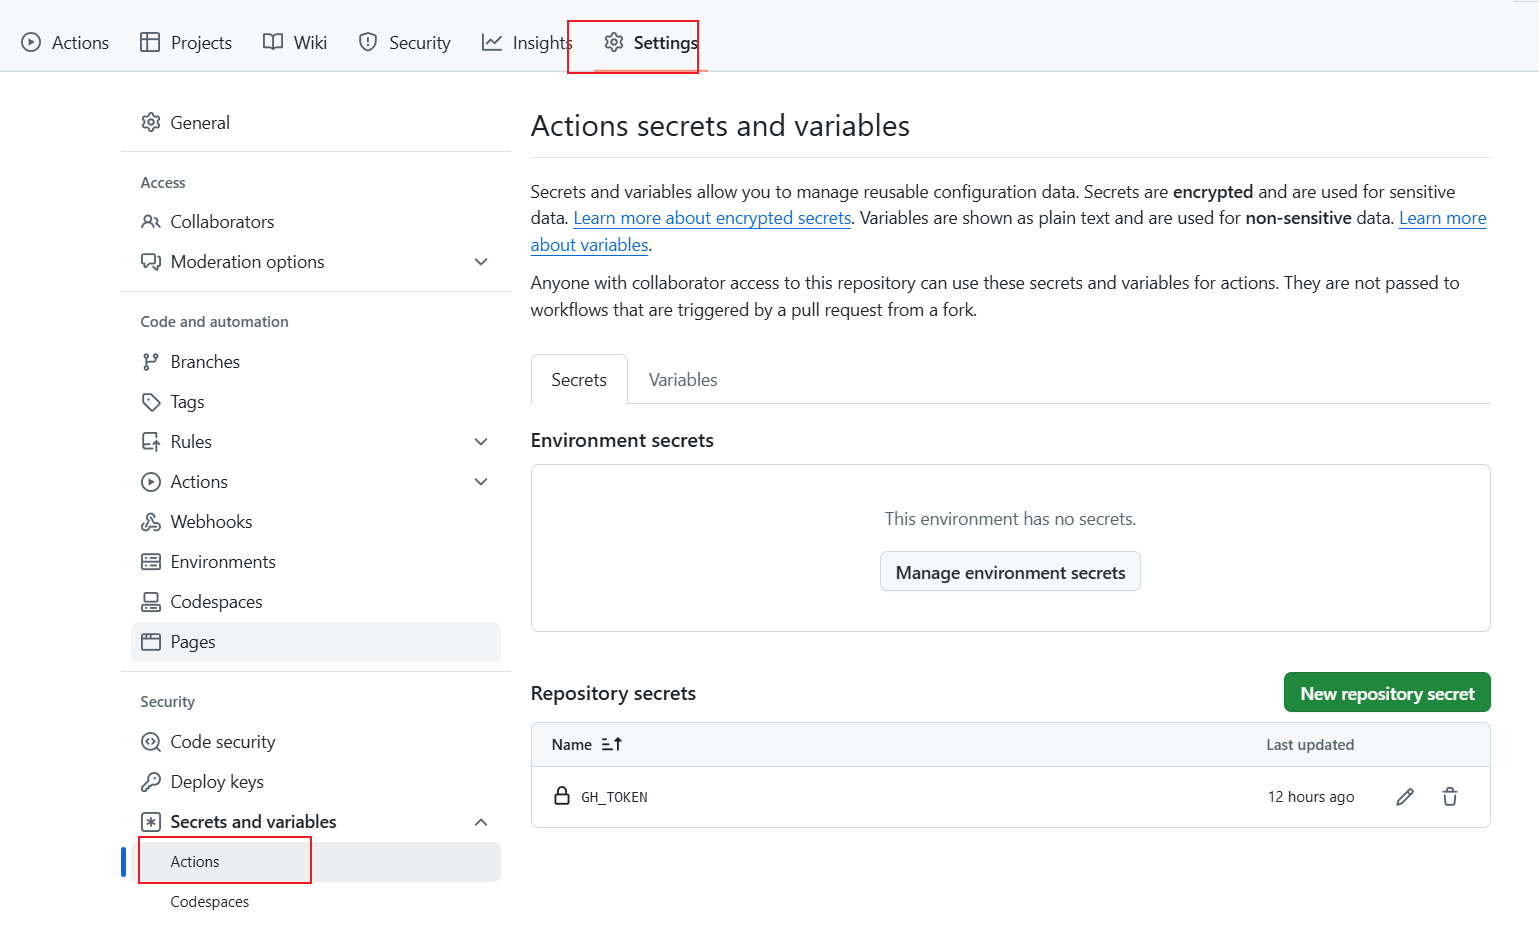 Actions Projects Wiki Security Insights Settings
General
Access
Collaborators
Moderation options
Code and automation
Branches
Tags
Rules
Actions
Webhooks
Environments
Codespaces
Pages
Security
Code security
Deploy keys
Secrets and variables
Actions
Codespaces
Actions secrets and variables
Secrets and variables allow you to manage reusable configuration data. Secrets are encrypted and are used for sensitive
data. Learn more about encrypted secrets. Variables are shown as plain text and are used for non-sensitive data. Learn more
about variables.
Anyone with collaborator access to this repository can use these secrets and variables for actions. They are not passed to
workflows that are triggered by a pull request from a fork.
Secrets Variables
Environment secrets
This environment has no secrets.
Manage environment secrets
Repository secrets New repository secret
Name Last updated
GH_TOKEN 12 hours ago